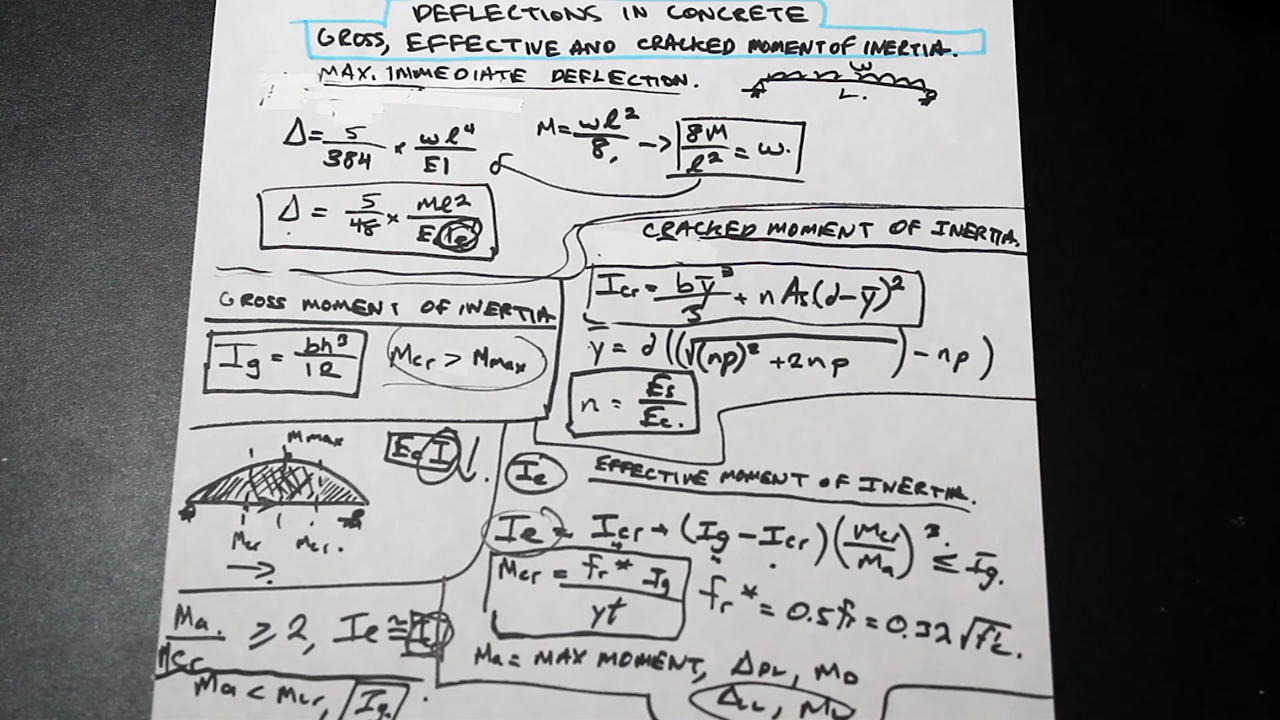 DEFLECTIONS IN CONCRETE
GROSS, EFFECTIVE AND CRACKED MOMENT OF INERTIA.
MAX. IMMEDIATE DEFLECTION.
w
L.
Δ = 5/384 × wl⁴/EI
M = wl²/8, → 8M/l² = w.
Δ = 5/48 × Ml²/EcIe
CRACKED MOMENT OF INERTIA.
Icr = bȳ³/3 + nAs(d-ȳ)²
ȳ = d((√(np)² + 2np) - np)
n = Es/Ec.
GROSS MOMENT OF INERTIA
Ig = bh³/12
Mcr > Mmax
Mmax
Ec I ↓.
Mcr Mcr.
→
Ie
EFFECTIVE MOMENT OF INERTIA.
Ie = Icr + (Ig - Icr)(Mcr/Ma)³ ≤ Ig.
Mcr = fr* Ig/yt
fr* = 0.5fr = 0.32√f'c.
Ma = MAX MOMENT, ΔDL, MD
ΔLL, ML
Ma/Mcr ≥ 2, Ie ≅
Ma < Mcr, Ig.